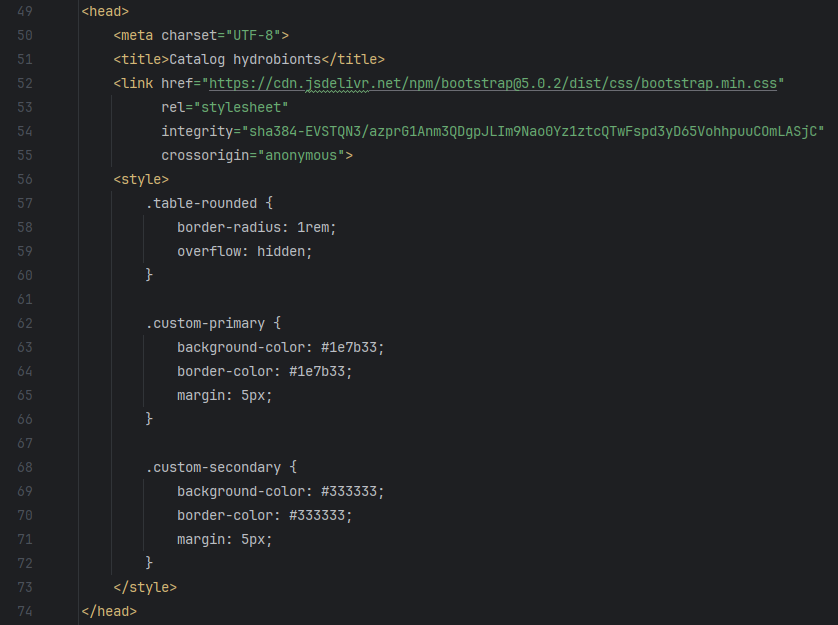 49 <head>
50     <meta charset="UTF-8">
51     <title>Catalog hydrobionts</title>
52     <link href="https://cdn.jsdelivr.net/npm/bootstrap@5.0.2/dist/css/bootstrap.min.css"
53           rel="stylesheet"
54           integrity="sha384-EVSTQN3/azprG1Anm3QDgpJLIm9Nao0Yz1ztcQTwFspd3yD65VohhpuuCOmLASjC"
55           crossorigin="anonymous">
56     <style>
57         .table-rounded {
58             border-radius: 1rem;
59             overflow: hidden;
60         }
61
62         .custom-primary {
63             background-color: #1e7b33;
64             border-color: #1e7b33;
65             margin: 5px;
66         }
67
68         .custom-secondary {
69             background-color: #333333;
70             border-color: #333333;
71             margin: 5px;
72         }
73     </style>
74 </head>